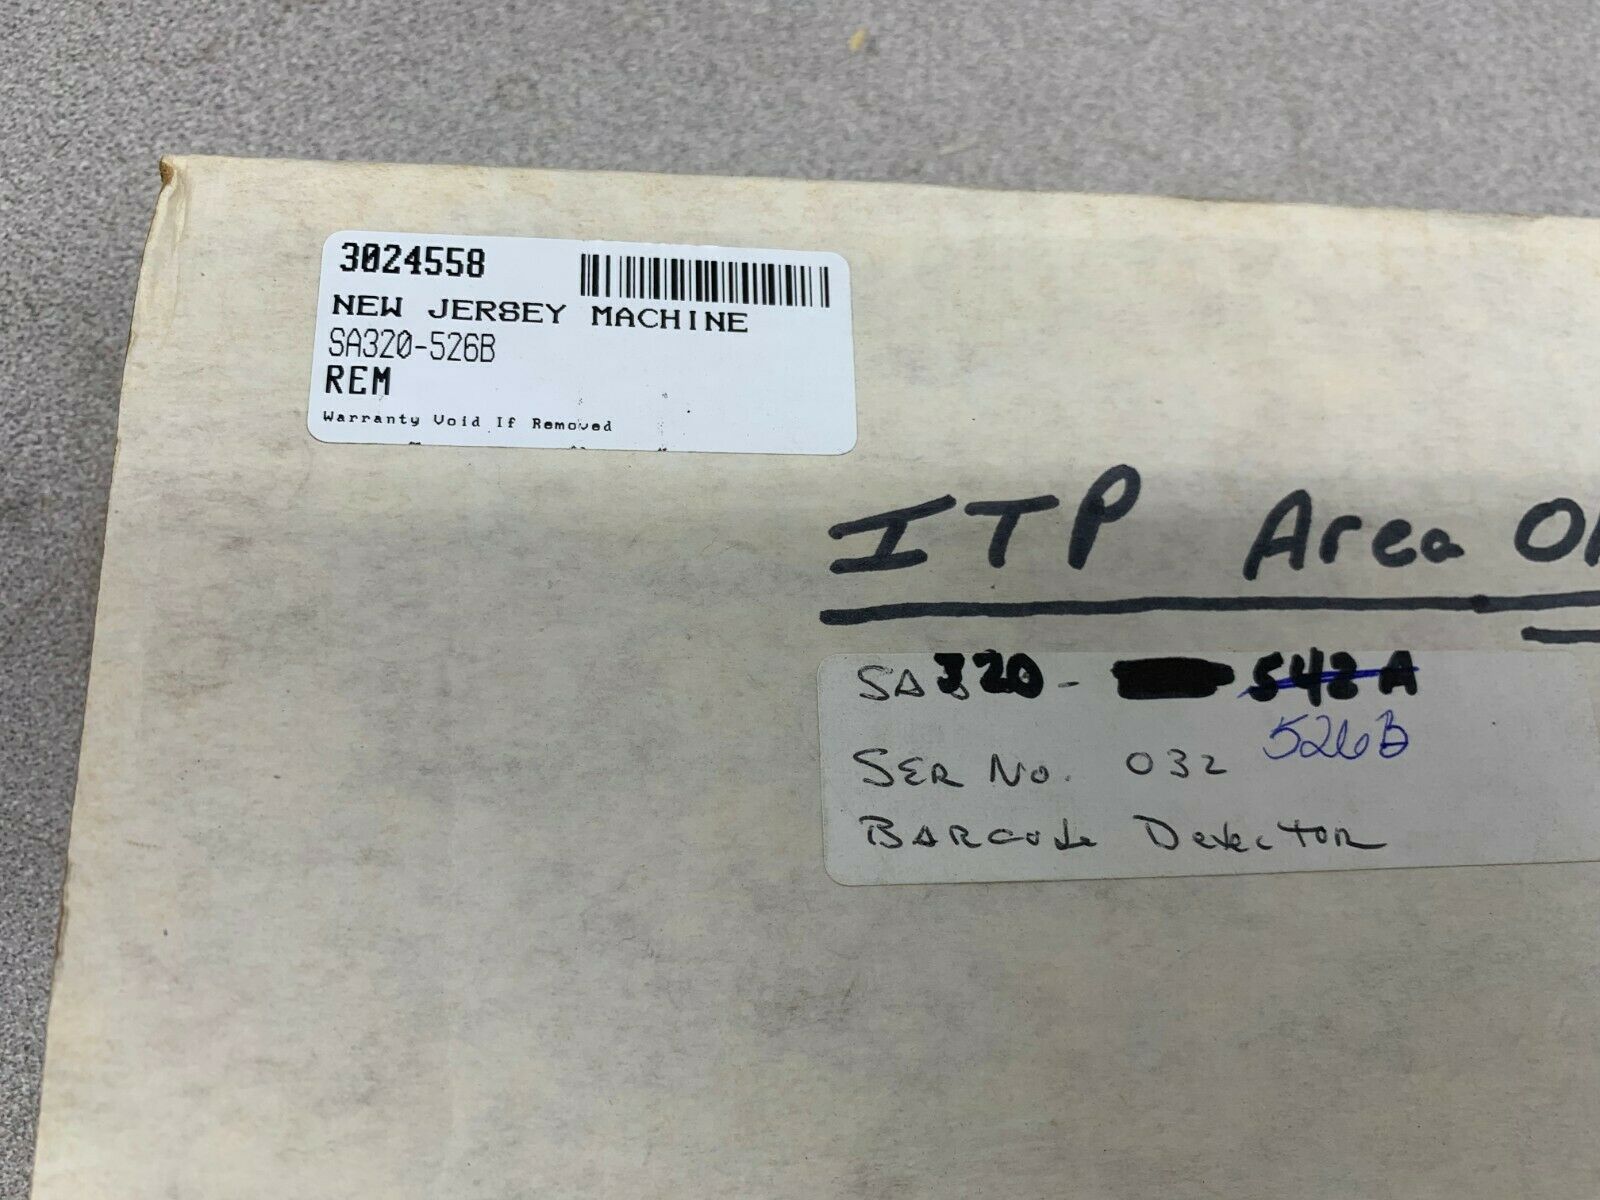 3024558
NEW JERSEY MACHINE
SA320-526B
REM
Warranty Void If Removed
ITP Area
SA320- 542A
526B
SER No. 032
BARCODE DETECTOR